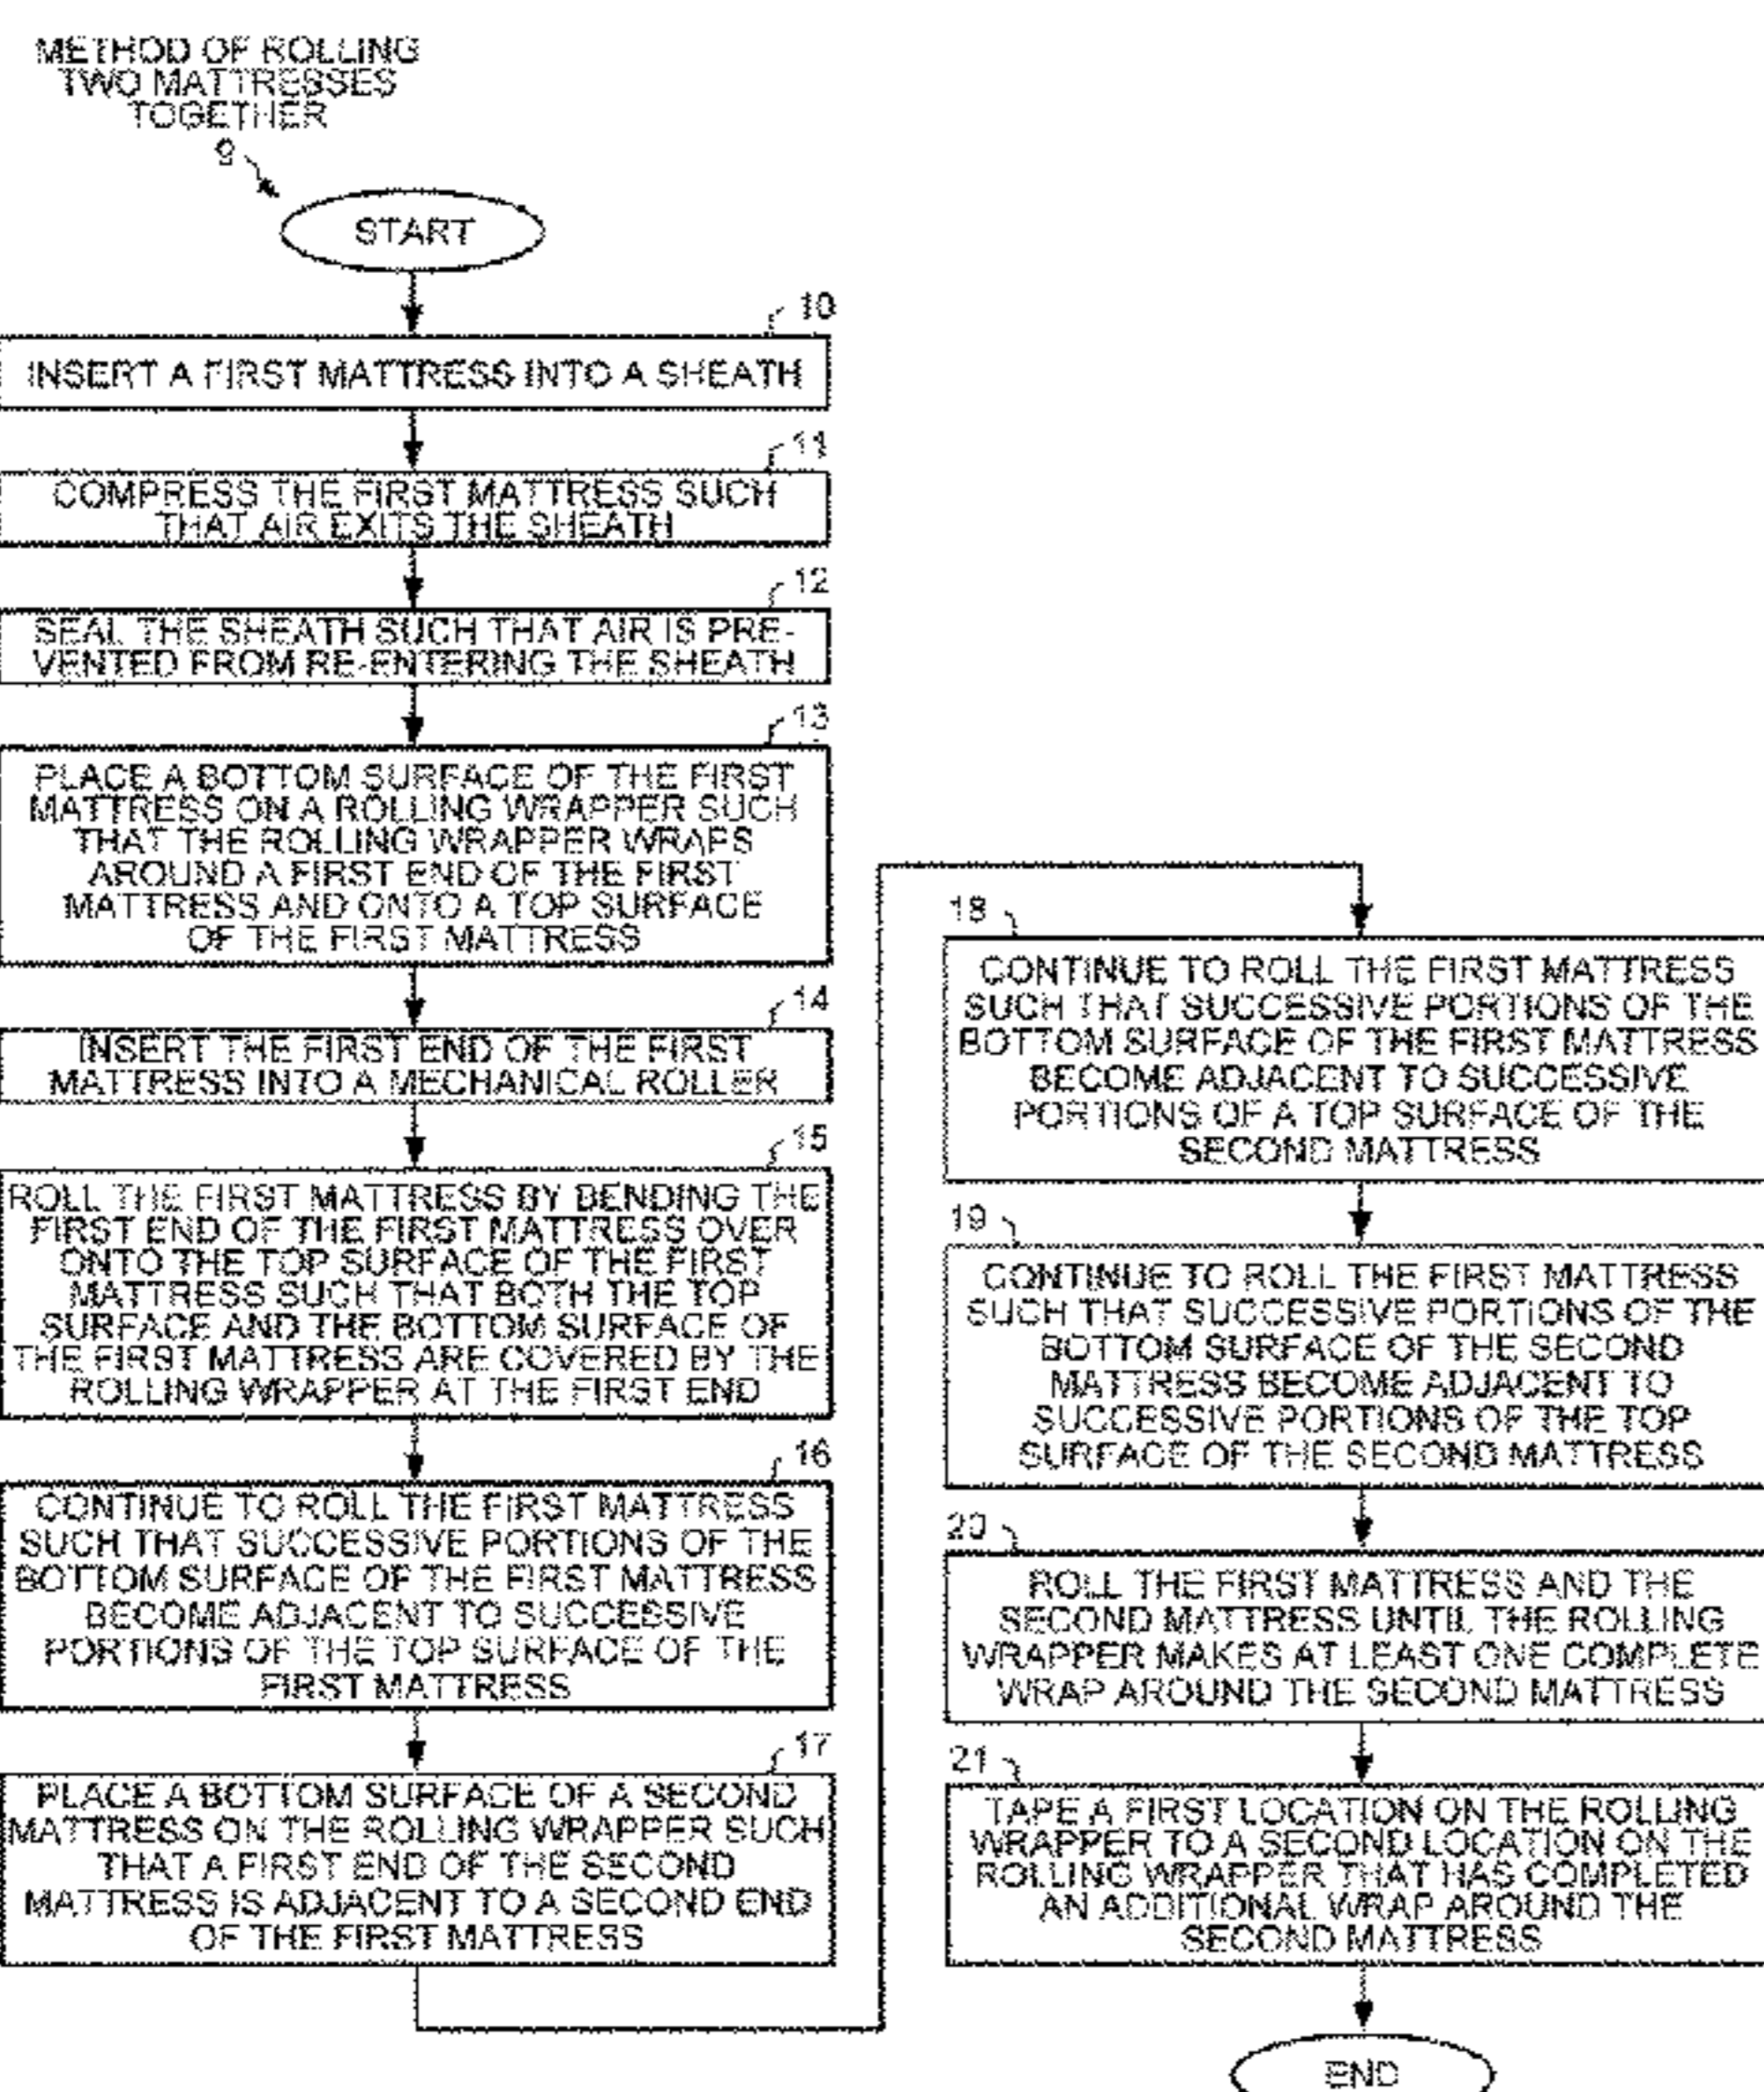 METHOD OF ROLLING
TWO MATTRESSES
TOGETHER
9
START
10
INSERT A FIRST MATTRESS INTO A SHEATH
11
COMPRESS THE FIRST MATTRESS SUCH
THAT AIR EXITS THE SHEATH
12
SEAL THE SHEATH SUCH THAT AIR IS PRE-
VENTED FROM RE-ENTERING THE SHEATH
13
PLACE A BOTTOM SURFACE OF THE FIRST
MATTRESS ON A ROLLING WRAPPER SUCH
THAT THE ROLLING WRAPPER WRAPS
AROUND A FIRST END OF THE FIRST
MATTRESS AND ONTO A TOP SURFACE
OF THE FIRST MATTRESS
14
INSERT THE FIRST END OF THE FIRST
MATTRESS INTO A MECHANICAL ROLLER
15
ROLL THE FIRST MATTRESS BY BENDING THE
FIRST END OF THE FIRST MATTRESS OVER
ONTO THE TOP SURFACE OF THE FIRST
MATTRESS SUCH THAT BOTH THE TOP
SURFACE AND THE BOTTOM SURFACE OF
THE FIRST MATTRESS ARE COVERED BY THE
ROLLING WRAPPER AT THE FIRST END
16
CONTINUE TO ROLL THE FIRST MATTRESS
SUCH THAT SUCCESSIVE PORTIONS OF THE
BOTTOM SURFACE OF THE FIRST MATTRESS
BECOME ADJACENT TO SUCCESSIVE
PORTIONS OF THE TOP SURFACE OF THE
FIRST MATTRESS
17
PLACE A BOTTOM SURFACE OF A SECOND
MATTRESS ON THE ROLLING WRAPPER SUCH
THAT A FIRST END OF THE SECOND
MATTRESS IS ADJACENT TO A SECOND END
OF THE FIRST MATTRESS
18
CONTINUE TO ROLL THE FIRST MATTRESS
SUCH THAT SUCCESSIVE PORTIONS OF THE
BOTTOM SURFACE OF THE FIRST MATTRESS
BECOME ADJACENT TO SUCCESSIVE
PORTIONS OF A TOP SURFACE OF THE
SECOND MATTRESS
19
CONTINUE TO ROLL THE FIRST MATTRESS
SUCH THAT SUCCESSIVE PORTIONS OF THE
BOTTOM SURFACE OF THE SECOND
MATTRESS BECOME ADJACENT TO
SUCCESSIVE PORTIONS OF THE TOP
SURFACE OF THE SECOND MATTRESS
20
ROLL THE FIRST MATTRESS AND THE
SECOND MATTRESS UNTIL THE ROLLING
WRAPPER MAKES AT LEAST ONE COMPLETE
WRAP AROUND THE SECOND MATTRESS
21
TAPE A FIRST LOCATION ON THE ROLLING
WRAPPER TO A SECOND LOCATION ON THE
ROLLING WRAPPER THAT HAS COMPLETED
AN ADDITIONAL WRAP AROUND THE
SECOND MATTRESS
END